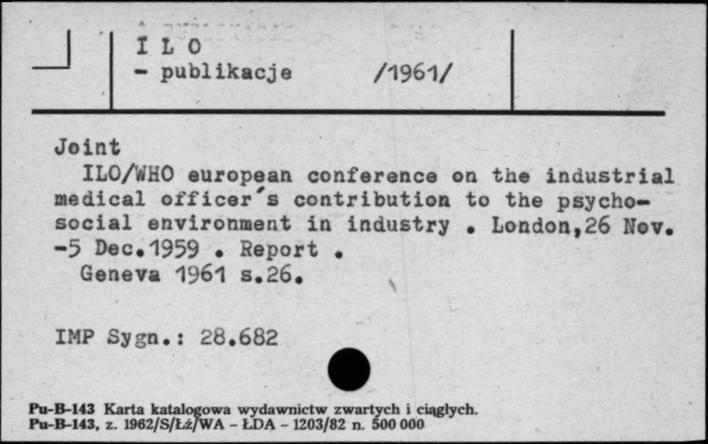 I L O
- publikacje /1961/
Joint
ILO/WHO european conference on the industrial
medical officer´s contribution to the psycho-
social environment in industry . London,26 Nov.
-5 Dec.1959 . Report .
Geneva 1961 s.26.
IMP Sygn.: 28.682
Pu-B-143 Karta katalogowa wydawnictw zwartych i ciągłych.
Pu-B-143, z. 1962/S/Łź/WA - ŁDA - 1203/82 n. 500 000